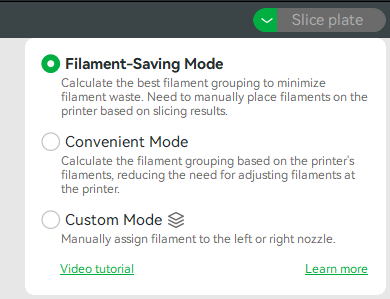 Slice plate
Filament-Saving Mode
Calculate the best filament grouping to minimize
filament waste. Need to manually place filaments on the
printer based on slicing results.
Convenient Mode
Calculate the filament grouping based on the printer's
filaments, reducing the need for adjusting filaments at
the printer.
Custom Mode
Manually assign filament to the left or right nozzle.
Video tutorial
Learn more